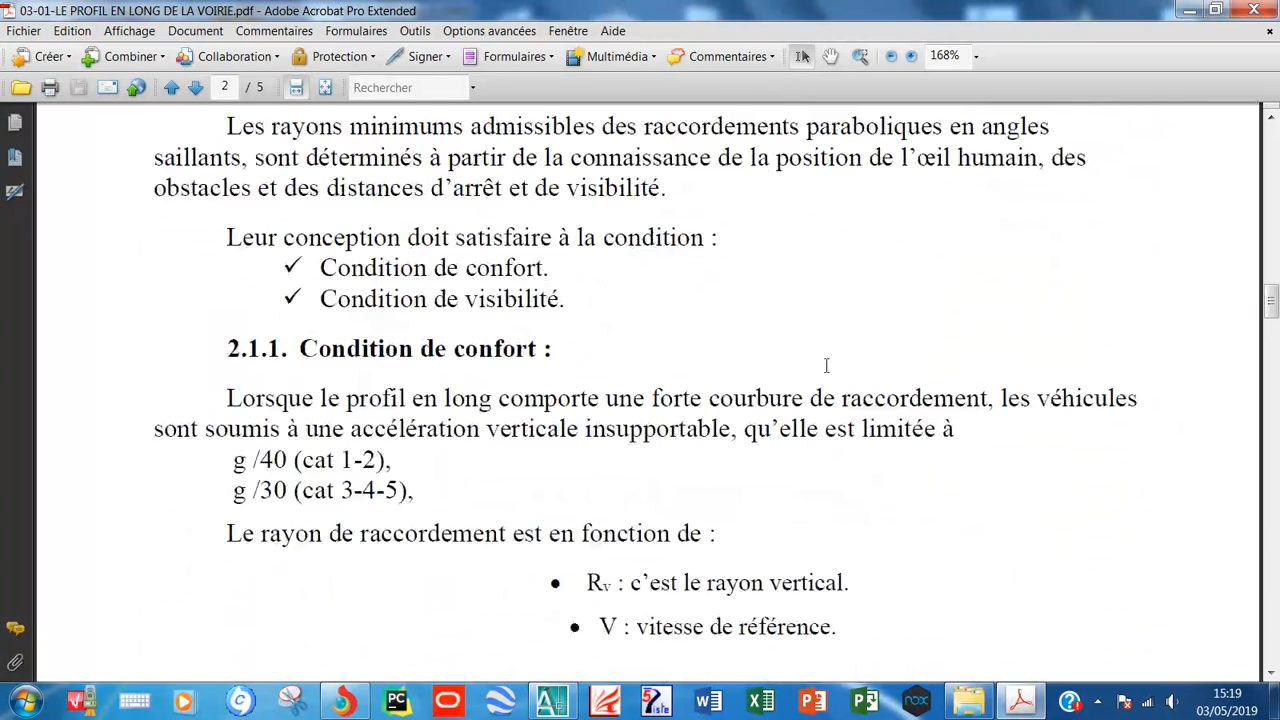 03-01-LE PROFIL EN LONG DE LA VOIRIE.pdf - Adobe Acrobat Pro Extended
Fichier Edition Affichage Document Commentaires Formulaires Outils Options avancées Fenêtre Aide
Créer Combiner Collaboration Protection Signer Formulaires Multimédia Commentaires 168%
2 / 5 Rechercher
Les rayons minimums admissibles des raccordements paraboliques en angles
saillants, sont déterminés à partir de la connaissance de la position de l’œil humain, des
obstacles et des distances d’arrêt et de visibilité.
Leur conception doit satisfaire à la condition :
✓ Condition de confort.
✓ Condition de visibilité.
2.1.1. Condition de confort :
Lorsque le profil en long comporte une forte courbure de raccordement, les véhicules
sont soumis à une accélération verticale insupportable, qu’elle est limitée à
g /40 (cat 1-2),
g /30 (cat 3-4-5),
Le rayon de raccordement est en fonction de :
• Rv : c’est le rayon vertical.
• V : vitesse de référence.
15:19
03/05/2019